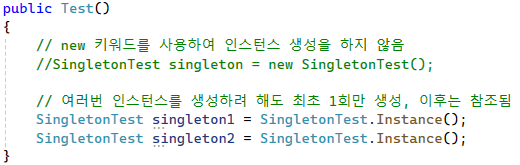 public Test()
{
// new 키워드를 사용하여 인스턴스 생성을 하지 않음
//SingletonTest singleton = new SingletonTest();
// 여러번 인스턴스를 생성하려 해도 최초 1회만 생성, 이후는 참조됨
SingletonTest singleton1 = SingletonTest.Instance();
SingletonTest singleton2 = SingletonTest.Instance();
}